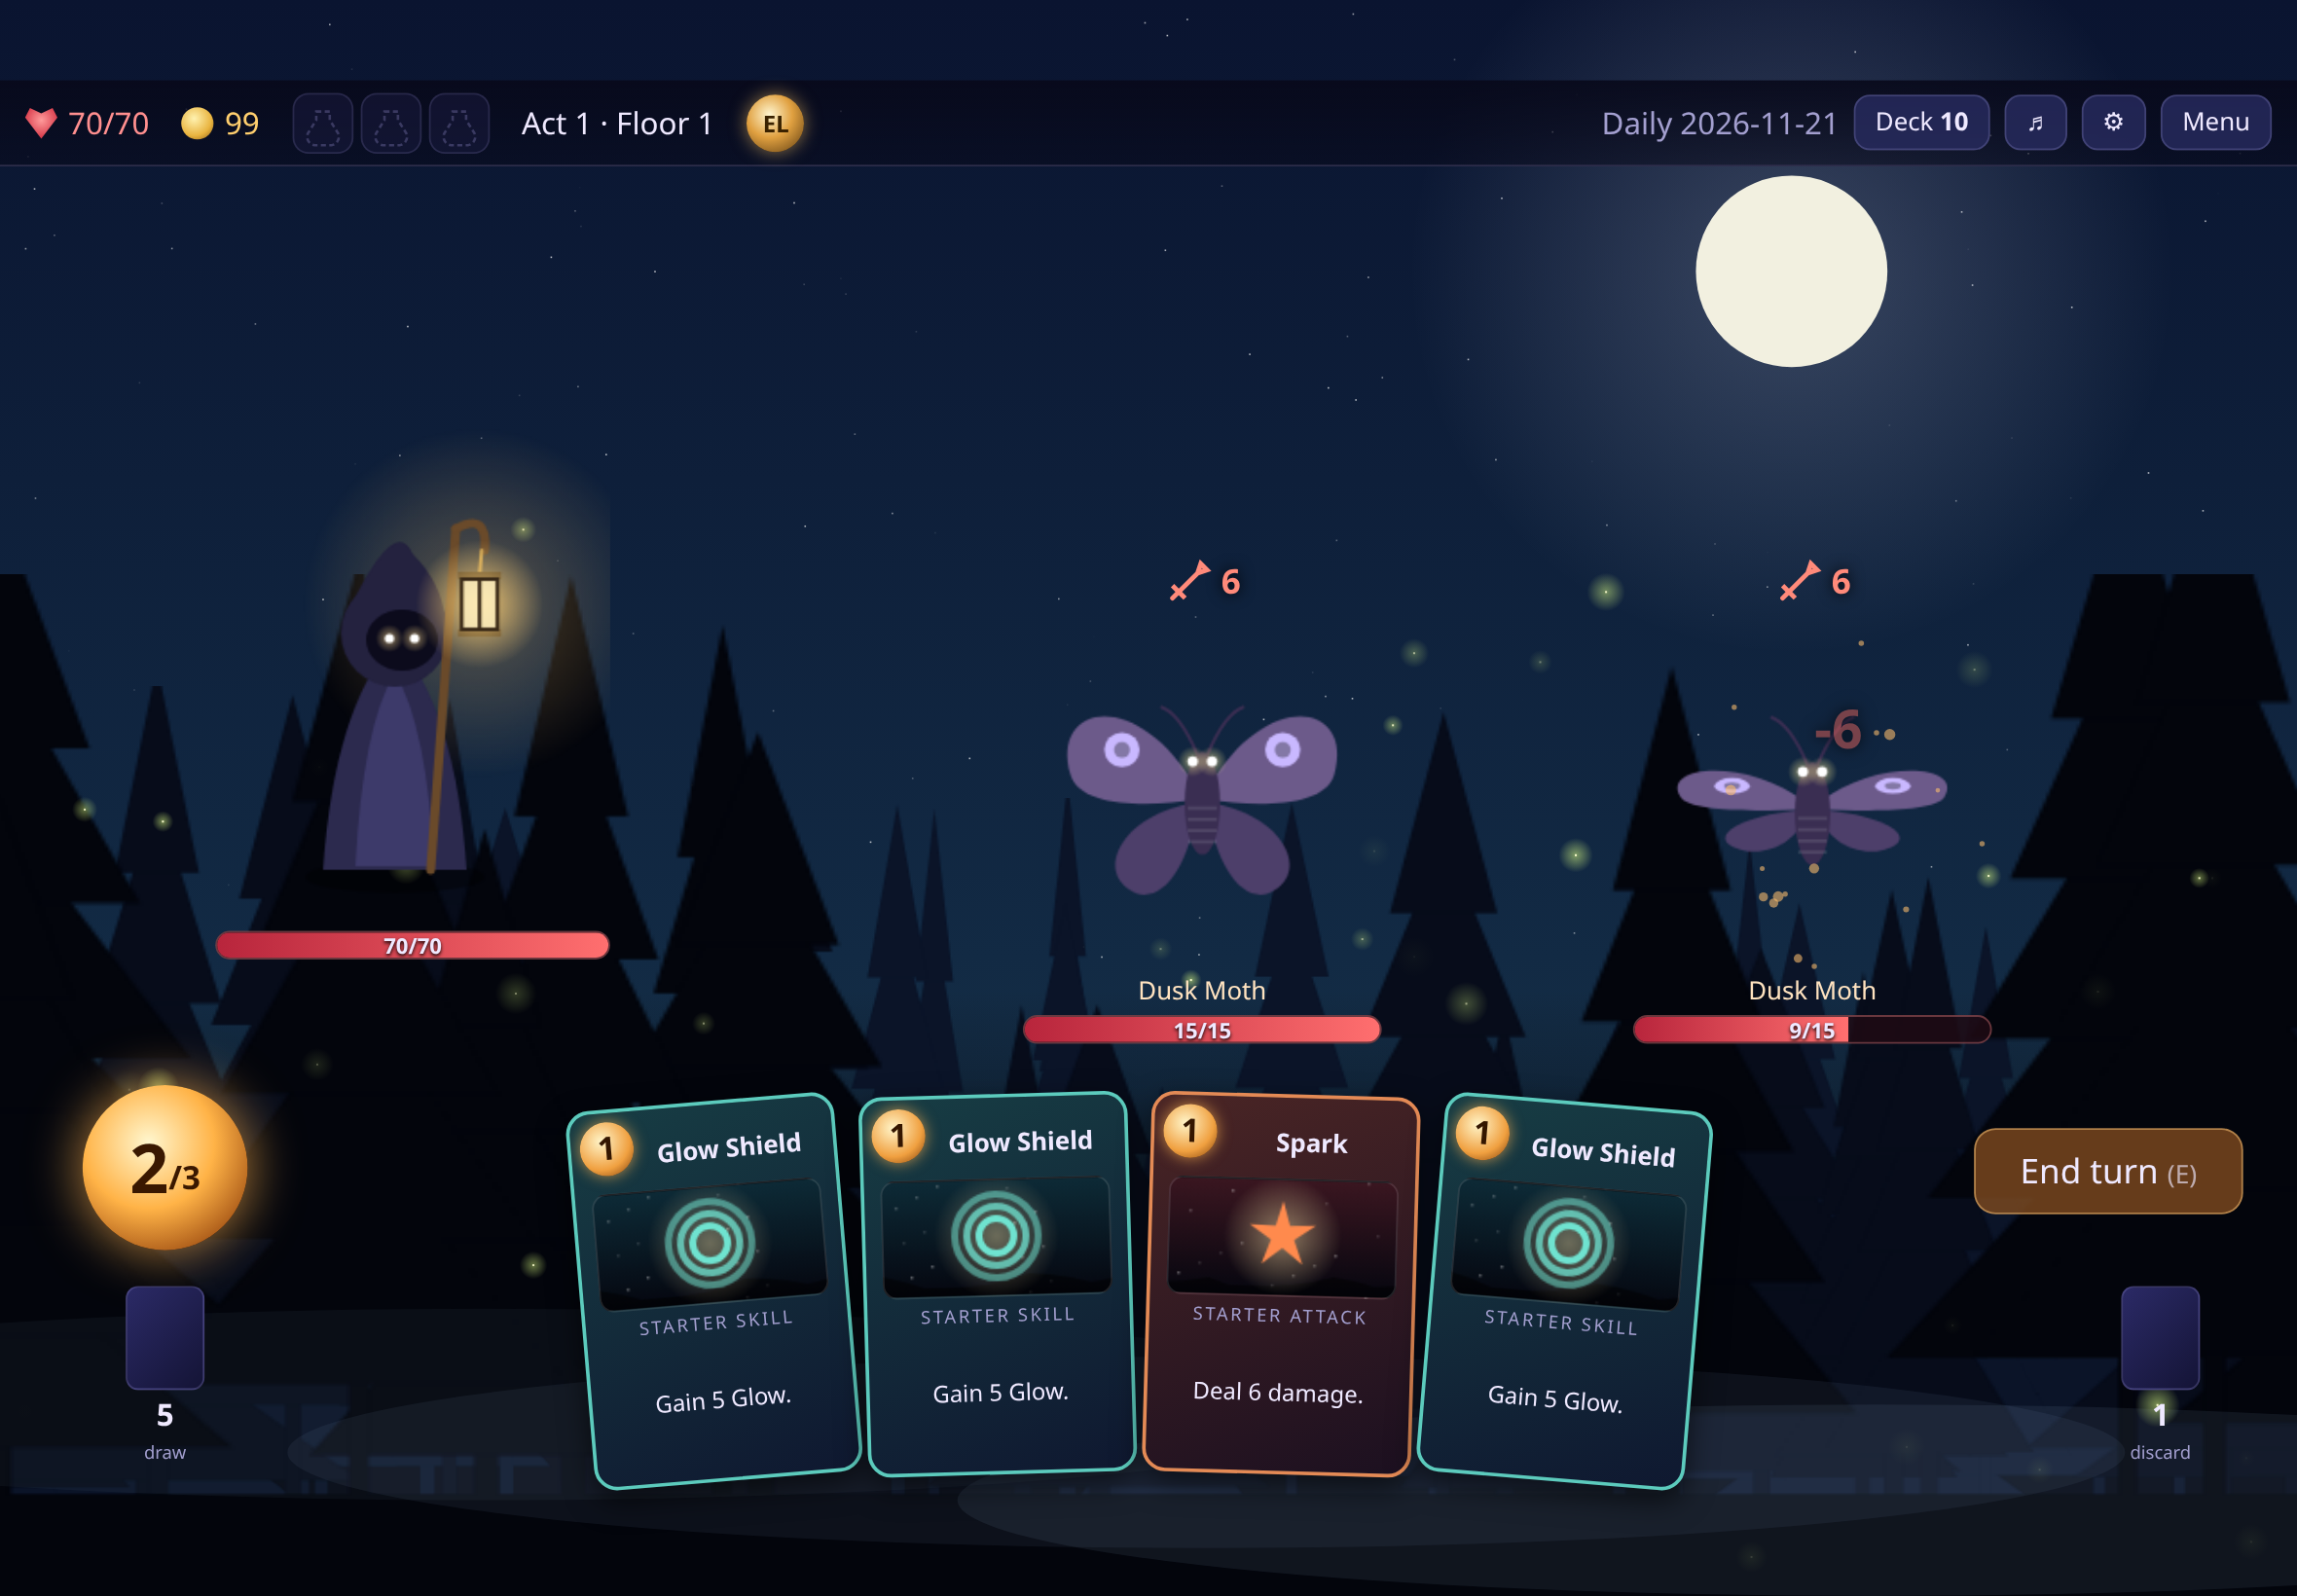 70/70 99 Act 1 · Floor 1 EL Daily 2026-11-21 Deck 10 ♬ ⚙ Menu
6 6
-6
70/70
Dusk Moth Dusk Moth
15/15 9/15
2/3
1 Glow Shield
STARTER SKILL
Gain 5 Glow.
1 Glow Shield
STARTER SKILL
Gain 5 Glow.
1 Spark
STARTER ATTACK
Deal 6 damage.
1 Glow Shield
STARTER SKILL
Gain 5 Glow.
End turn (E)
5
draw
1
discard